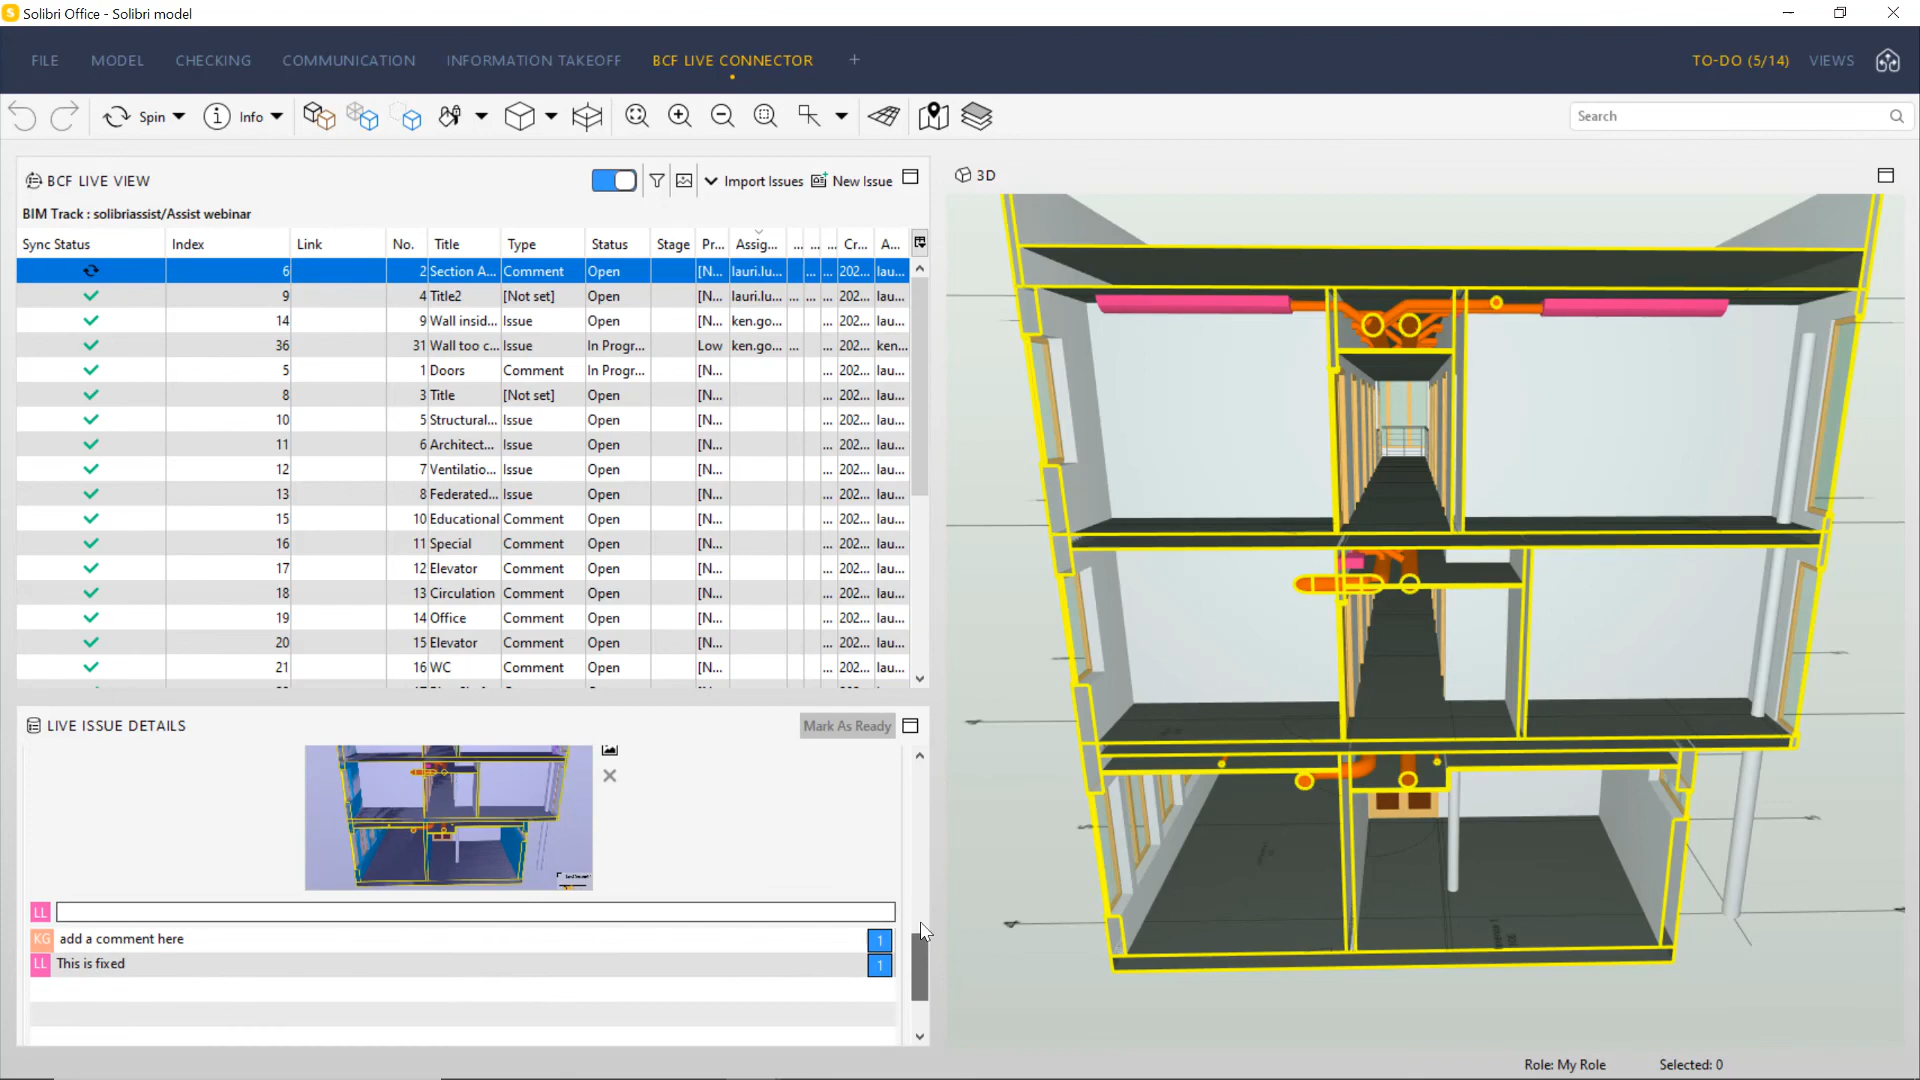 Solibri Office - Solibri model
FILE MODEL CHECKING COMMUNICATION INFORMATION TAKEOFF BCF LIVE CONNECTOR + TO-DO (5/14) VIEWS
Spin Info Search
BCF LIVE VIEW Import Issues New Issue
3D
BIM Track : solibriassist/Assist webinar
Sync Status Index Link No. Title Type Status Stage Pr... Assig... ... ... ... Cr... A...
6 2 Section A... Comment Open [N... lauri.lu... ... ... 202... lau...
9 4 Title2 [Not set] Open [N... lauri.lu... ... ... ... 202... lau...
14 9 Wall insid... Issue Open [N... ken.go... ... 202... lau...
36 31 Wall too c... Issue In Progr... Low ken.go... ... ... 202... ken...
5 1 Doors Comment In Progr... [N... ... 202... lau...
8 3 Title [Not set] Open [N... ... 202... lau...
10 5 Structural... Issue Open [N... ... 202... lau...
11 6 Architect... Issue Open [N... ... 202... lau...
12 7 Ventilatio... Issue Open [N... ... 202... lau...
13 8 Federated... Issue Open [N... ... 202... lau...
15 10 Educational Comment Open [N... ... 202... lau...
16 11 Special Comment Open [N... ... 202... lau...
17 12 Elevator Comment Open [N... ... 202... lau...
18 13 Circulation Comment Open [N... ... 202... lau...
19 14 Office Comment Open [N... ... 202... lau...
20 15 Elevator Comment Open [N... ... 202... lau...
21 16 WC Comment Open [N... ... 202... lau...
LIVE ISSUE DETAILS Mark As Ready
LL
KG add a comment here 1
LL This is fixed 1
Role: My Role Selected: 0